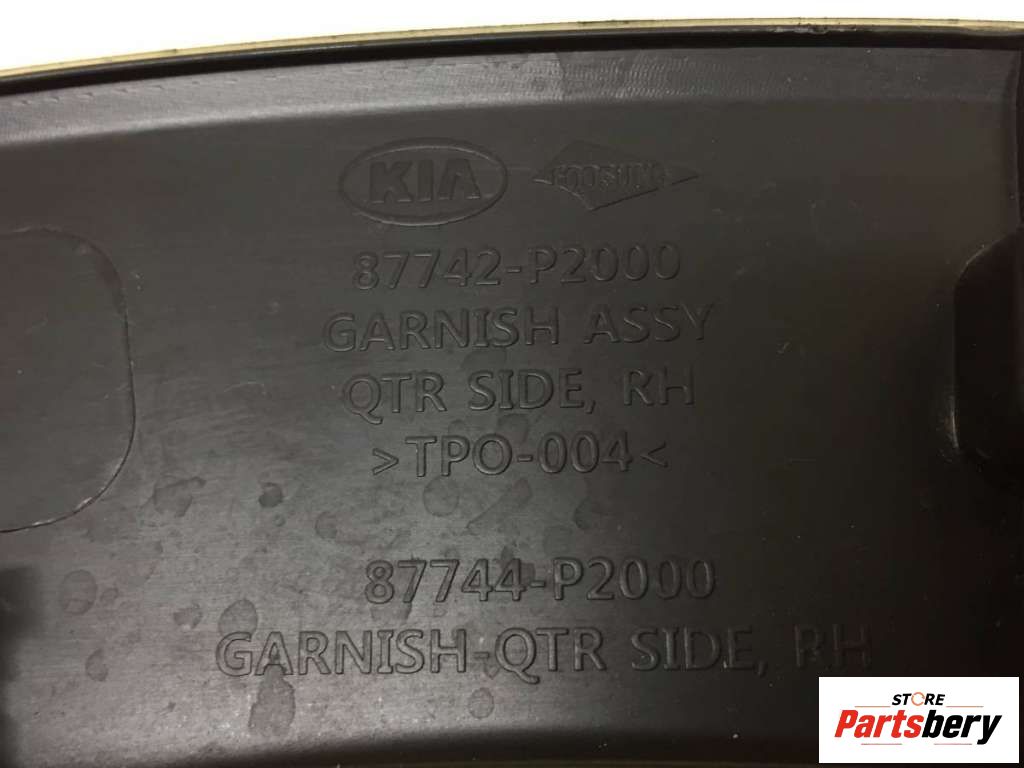 KIA
87742-P2000
GARNISH ASSY
QTR SIDE, RH
>TPO-004<
87744-P2000
GARNISH-QTR SIDE, RH
STORE
Partsbery